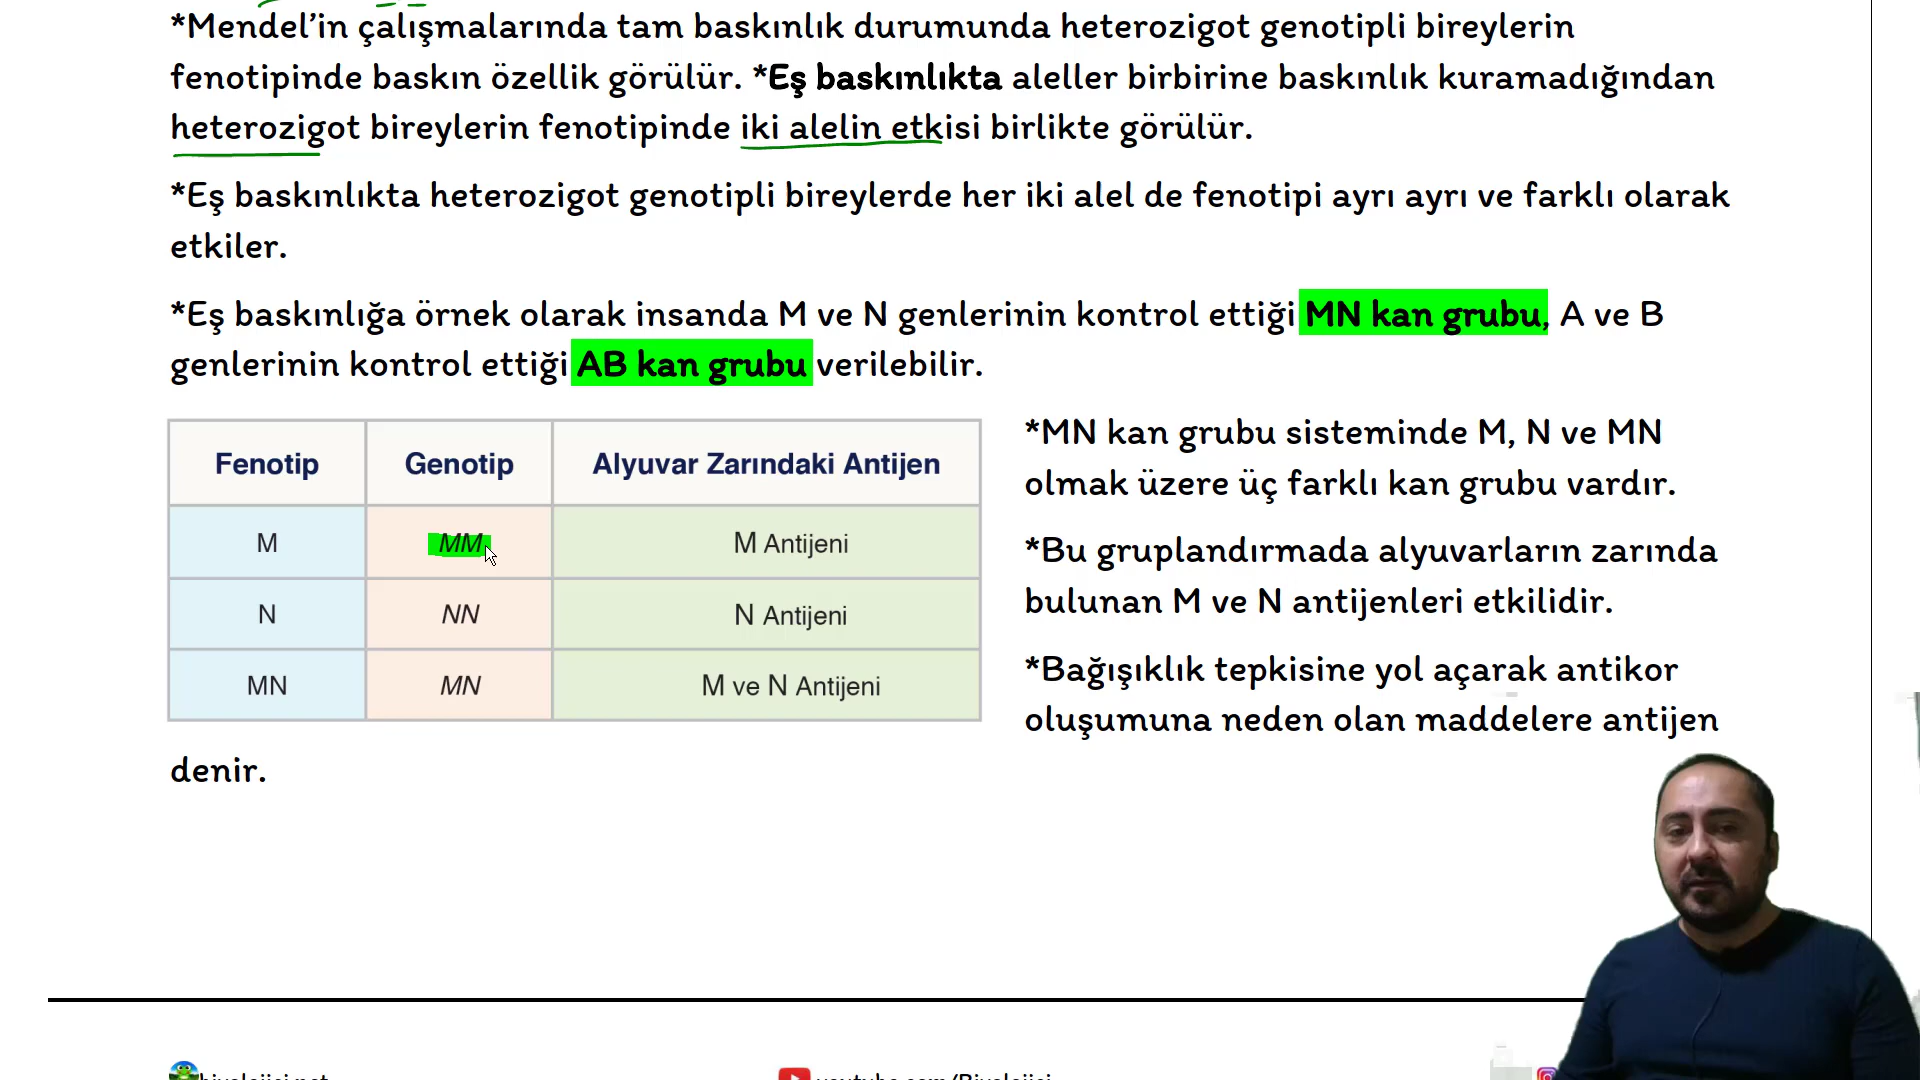 *Mendel’in çalışmalarında tam baskınlık durumunda heterozigot genotipli bireylerin
fenotipinde baskın özellik görülür. *Eş baskınlıkta aleller birbirine baskınlık kuramadığından
heterozigot bireylerin fenotipinde iki alelin etkisi birlikte görülür.
*Eş baskınlıkta heterozigot genotipli bireylerde her iki alel de fenotipi ayrı ayrı ve farklı olarak
etkiler.
*Eş baskınlığa örnek olarak insanda M ve N genlerinin kontrol ettiği MN kan grubu, A ve B
genlerinin kontrol ettiği AB kan grubu verilebilir.
Fenotip Genotip Alyuvar Zarındaki Antijen
M MM M Antijeni
N NN N Antijeni
MN MN M ve N Antijeni
*MN kan grubu sisteminde M, N ve MN
olmak üzere üç farklı kan grubu vardır.
*Bu gruplandırmada alyuvarların zarında
bulunan M ve N antijenleri etkilidir.
*Bağışıklık tepkisine yol açarak antikor
oluşumuna neden olan maddelere antijen
denir.